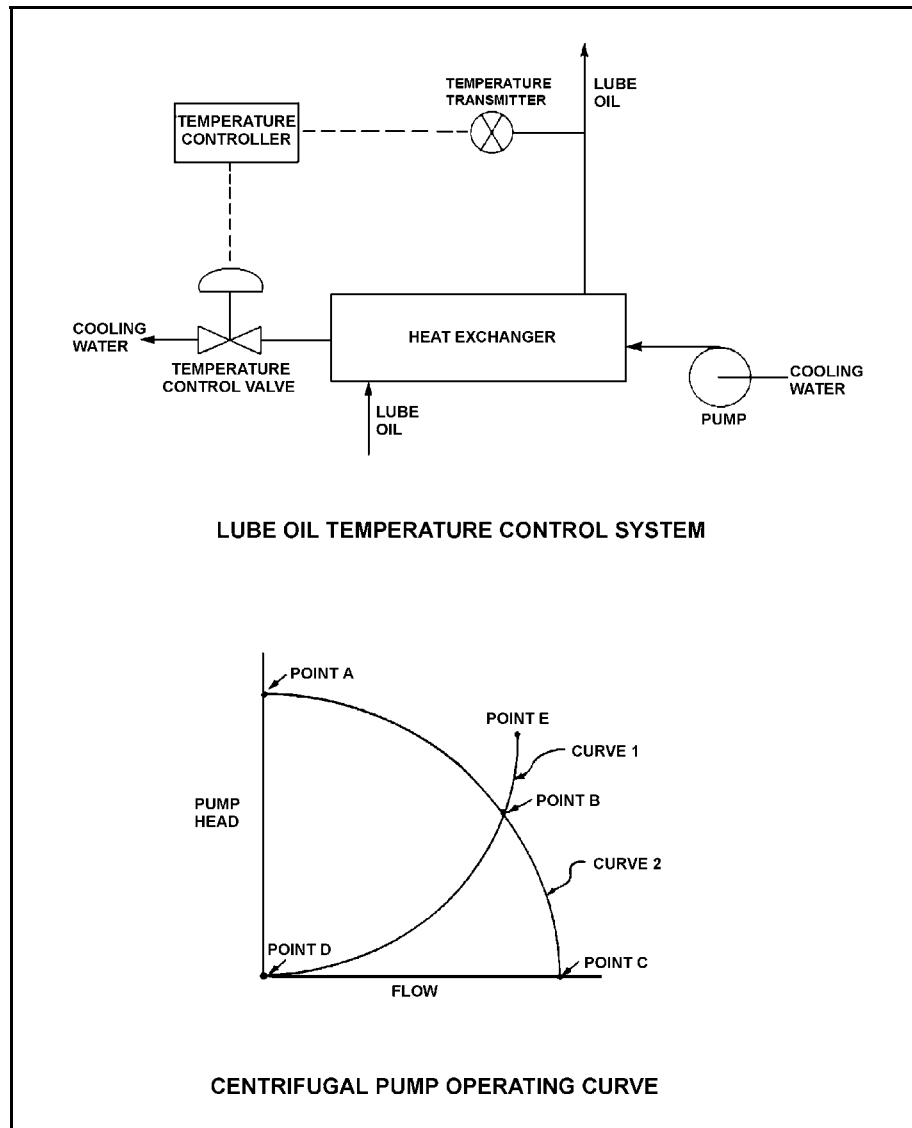 LUBE
OIL
TEMPERATURE
TRANSMITTER
TEMPERATURE
CONTROLLER
COOLING
WATER
TEMPERATURE
CONTROL VALVE
HEAT EXCHANGER
COOLING
WATER
PUMP
LUBE
OIL
LUBE OIL TEMPERATURE CONTROL SYSTEM
POINT A
POINT E
CURVE 1
POINT B
PUMP
HEAD
CURVE 2
POINT D
POINT C
FLOW
CENTRIFUGAL PUMP OPERATING CURVE